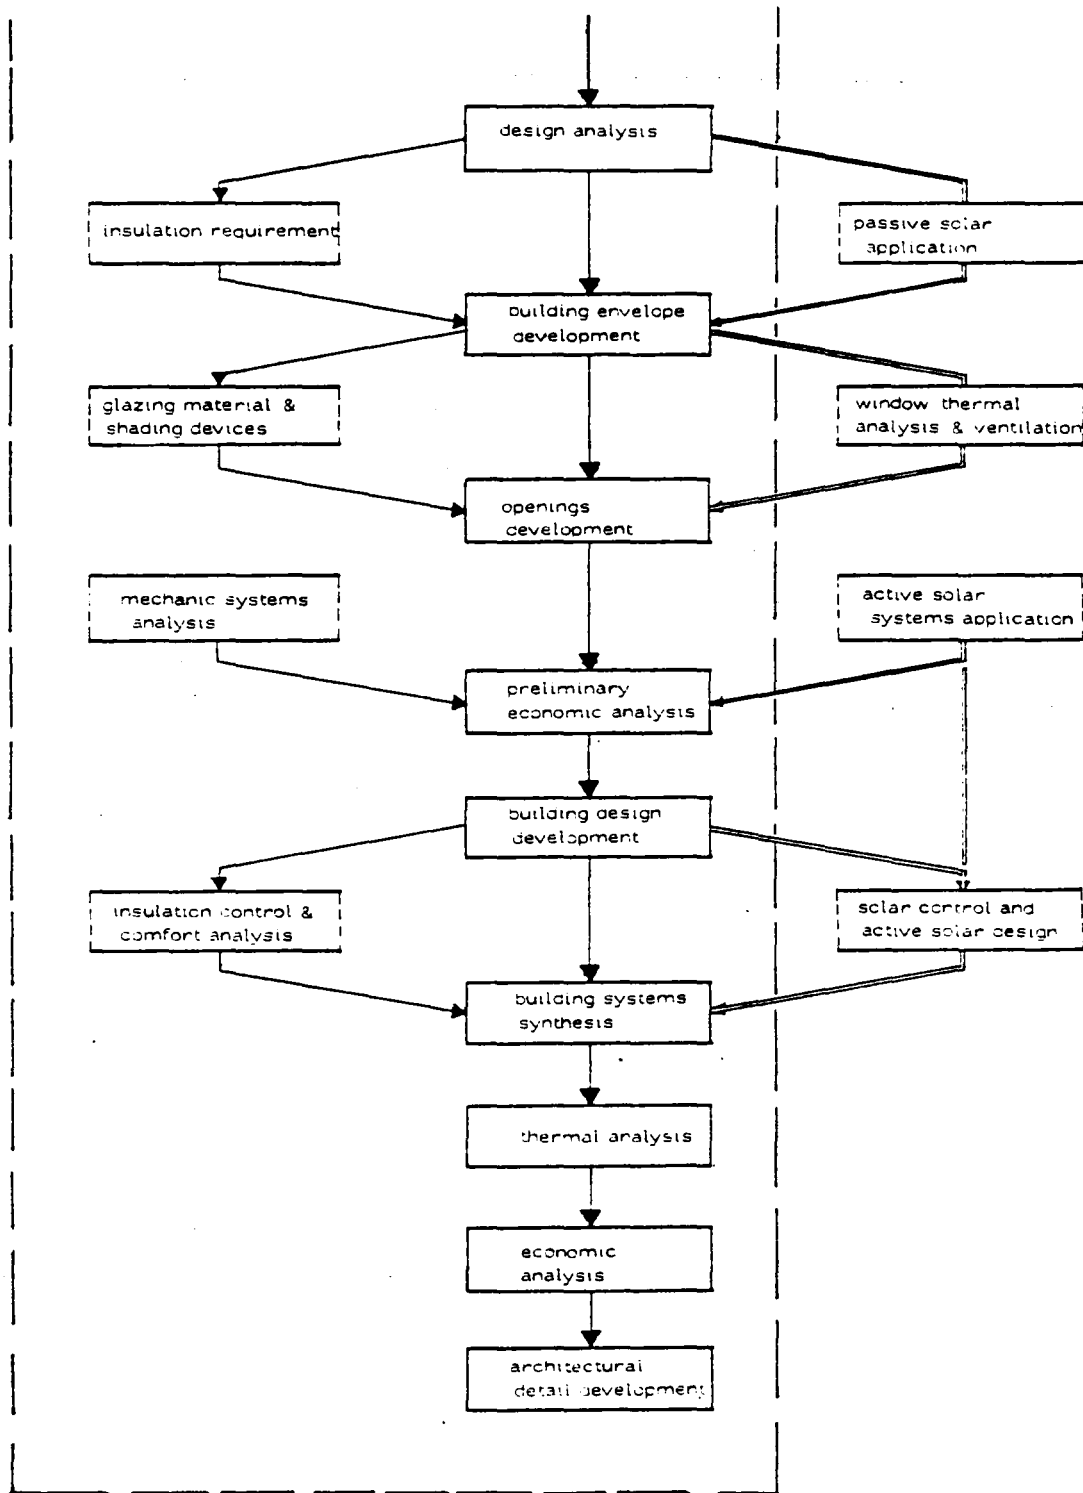 design analysis
insulation requirement
passive solar
application
building envelope
development
glazing material &
shading devices
window thermal
analysis & ventilation
openings
development
mechanic systems
analysis
active solar
systems application
preliminary
economic analysis
building design
development
insulation control &
comfort analysis
solar control and
active solar design
building systems
synthesis
thermal analysis
economic
analysis
architectural
detail development